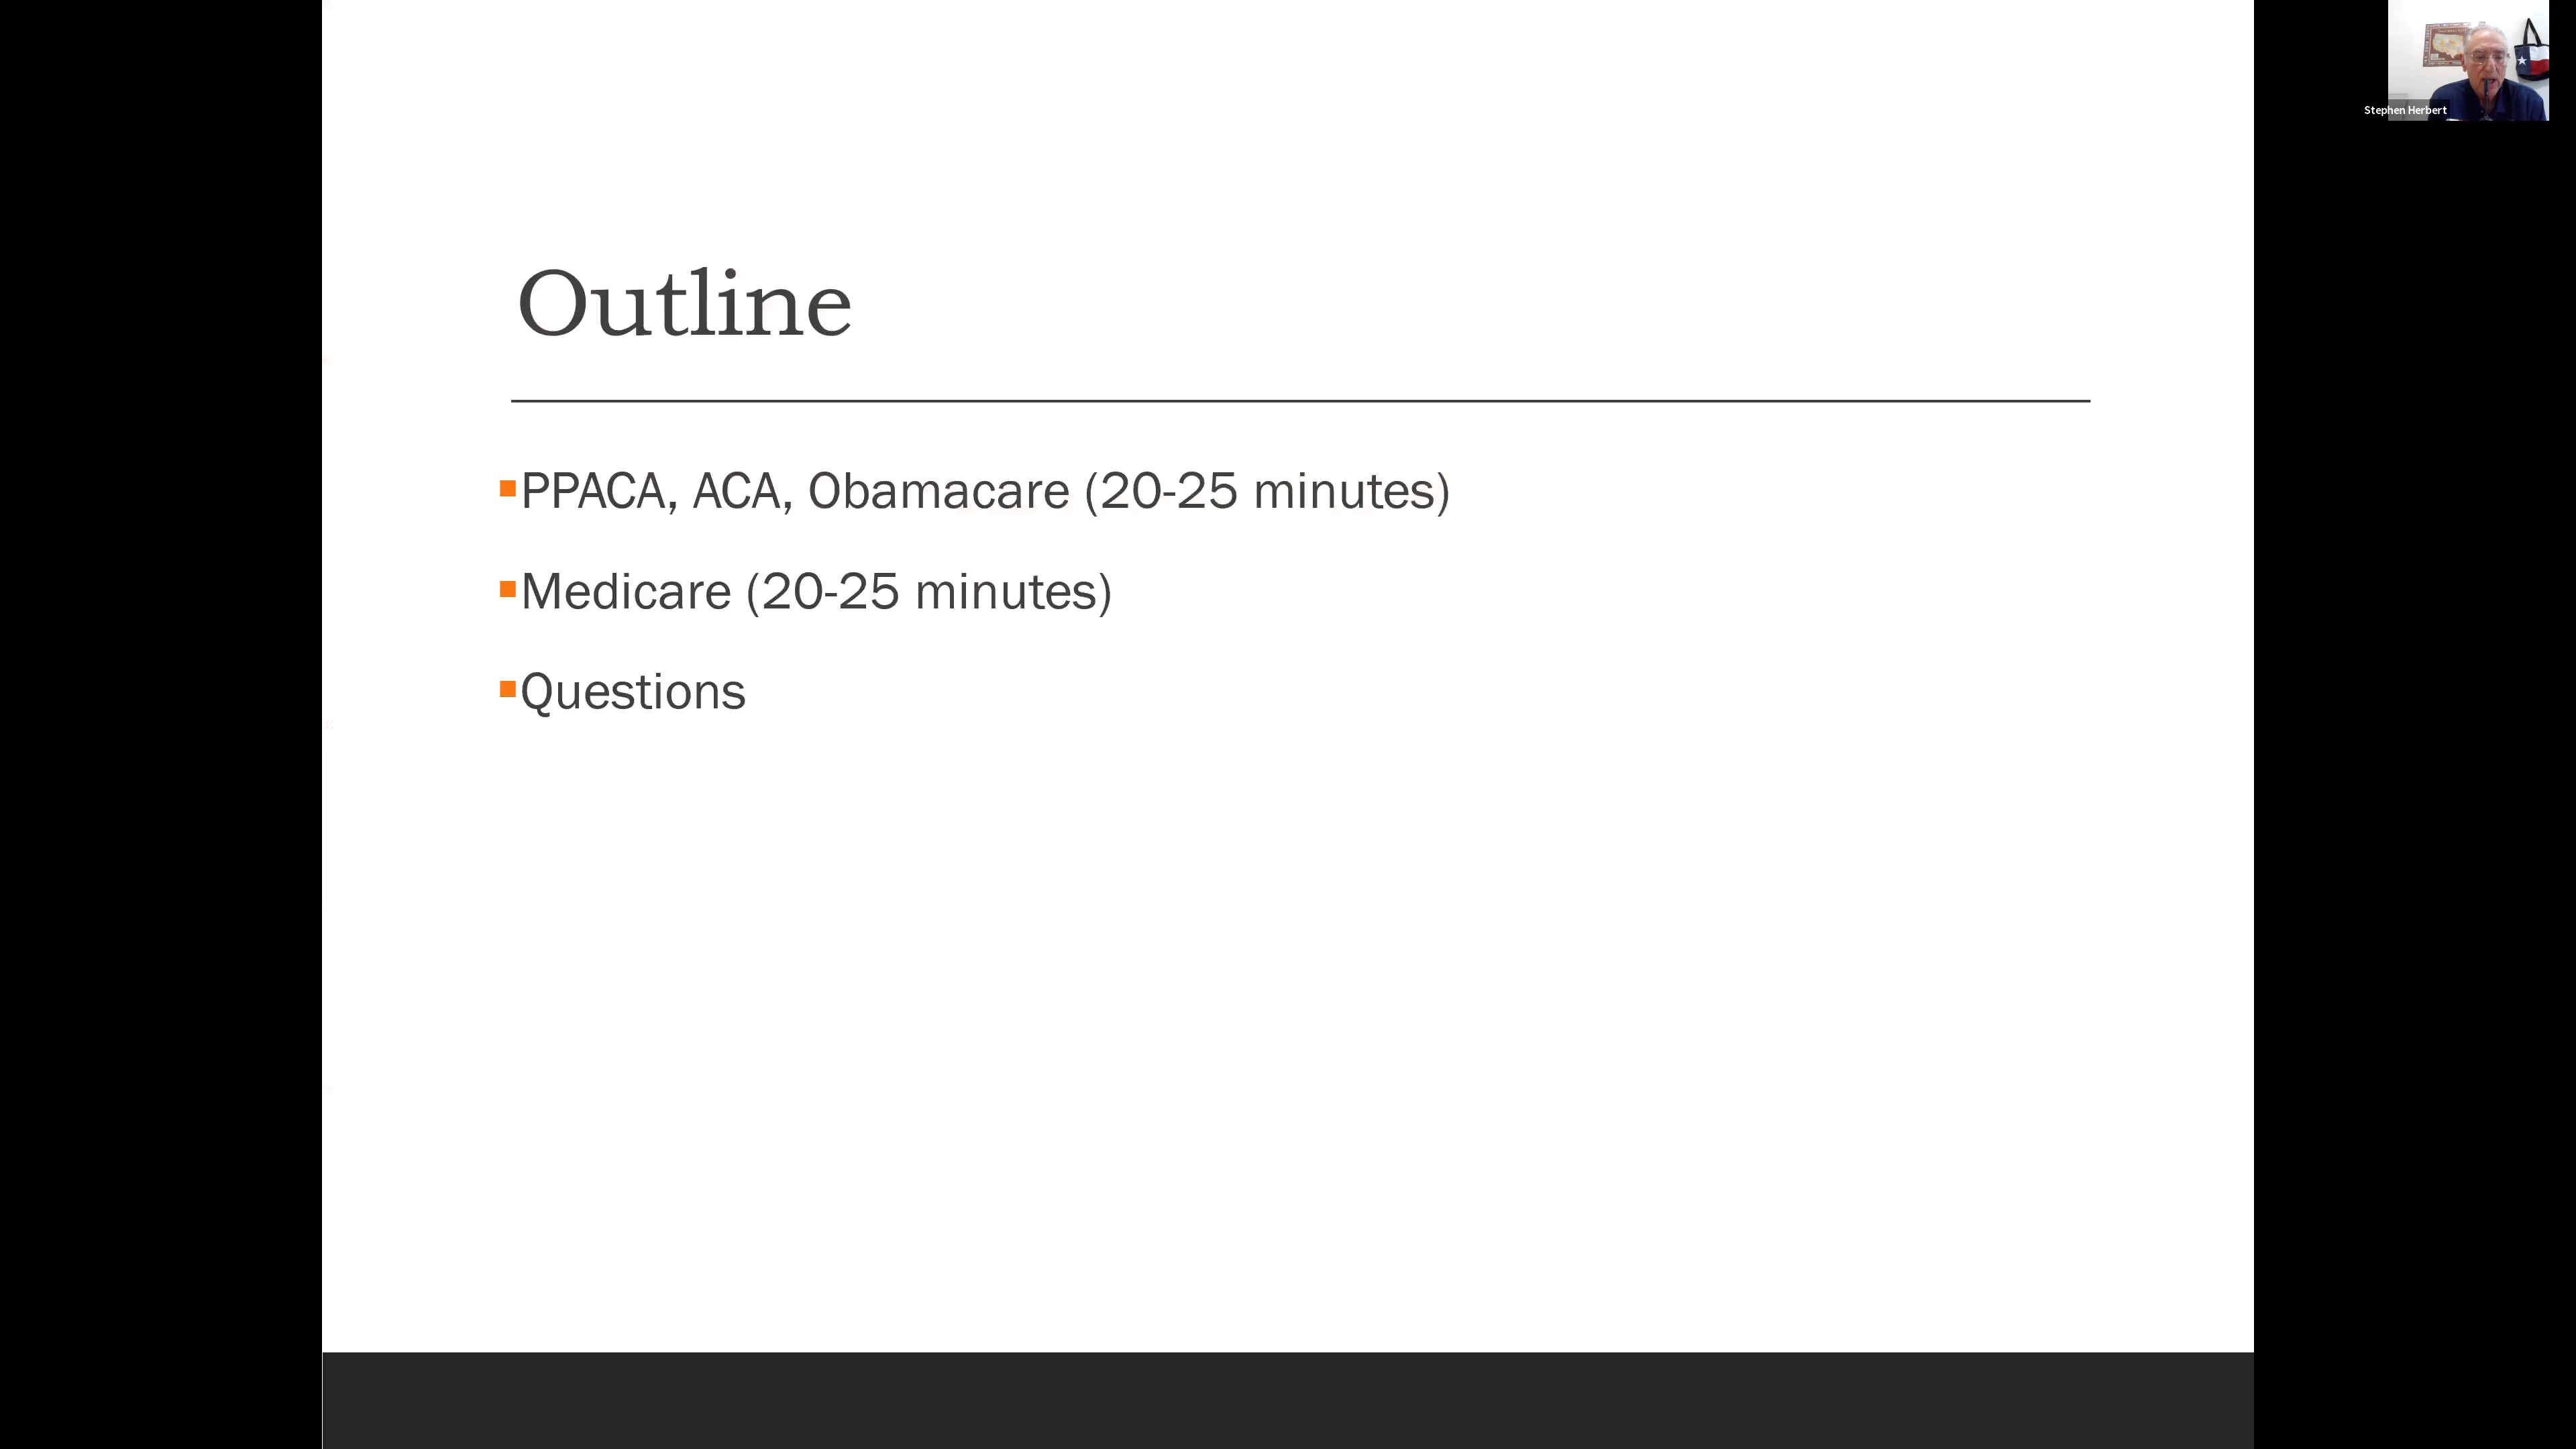 Outline
PPACA, ACA, Obamacare (20-25 minutes)
Medicare (20-25 minutes)
Questions
Stephen Herbert